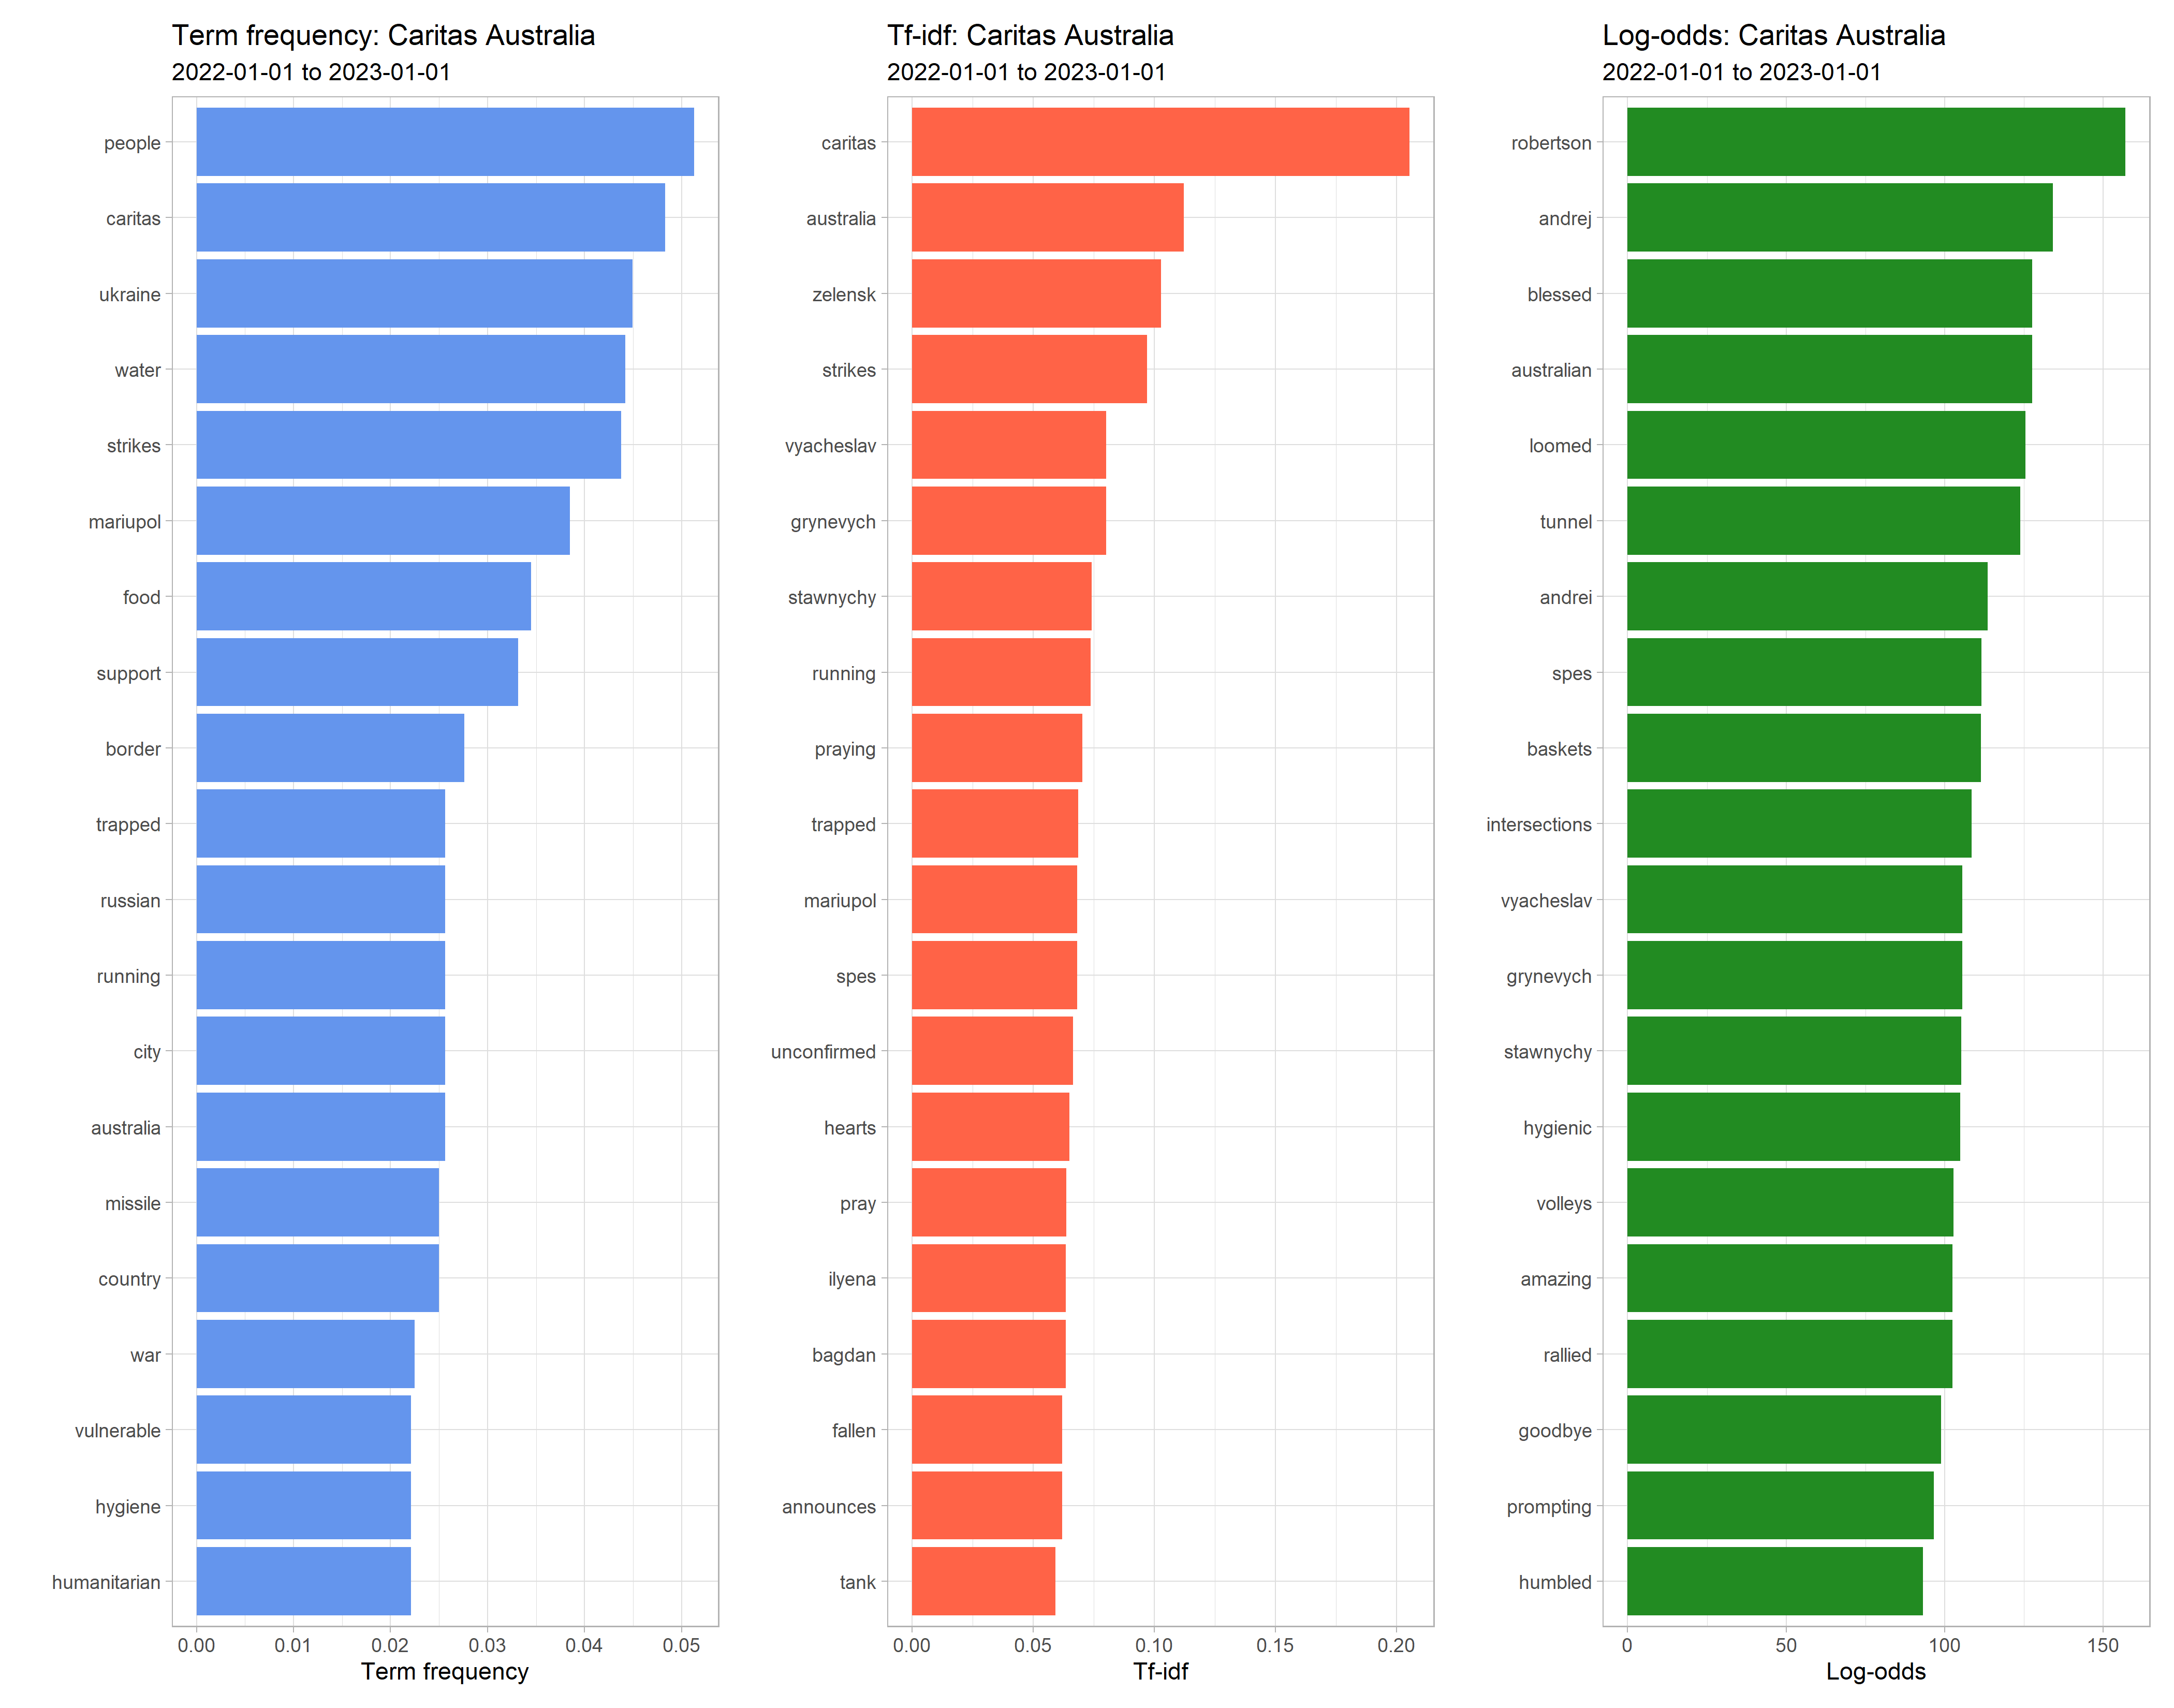 Term frequency: Caritas Australia
2022-01-01 to 2023-01-01
people
caritas
ukraine
water
strikes
mariupol
food
support
border
trapped
russian
running
city
australia
missile
country
war
vulnerable
hygiene
humanitarian
0.00 0.01 0.02 0.03 0.04 0.05
Term frequency
Tf-idf: Caritas Australia
2022-01-01 to 2023-01-01
caritas
australia
zelensk
strikes
vyacheslav
grynevych
stawnychy
running
praying
trapped
mariupol
spes
unconfirmed
hearts
pray
ilyena
bagdan
fallen
announces
tank
0.00 0.05 0.10 0.15 0.20
Tf-idf
Log-odds: Caritas Australia
2022-01-01 to 2023-01-01
robertson
andrej
blessed
australian
loomed
tunnel
andrei
spes
baskets
intersections
vyacheslav
grynevych
stawnychy
hygienic
volleys
amazing
rallied
goodbye
prompting
humbled
0 50 100 150
Log-odds